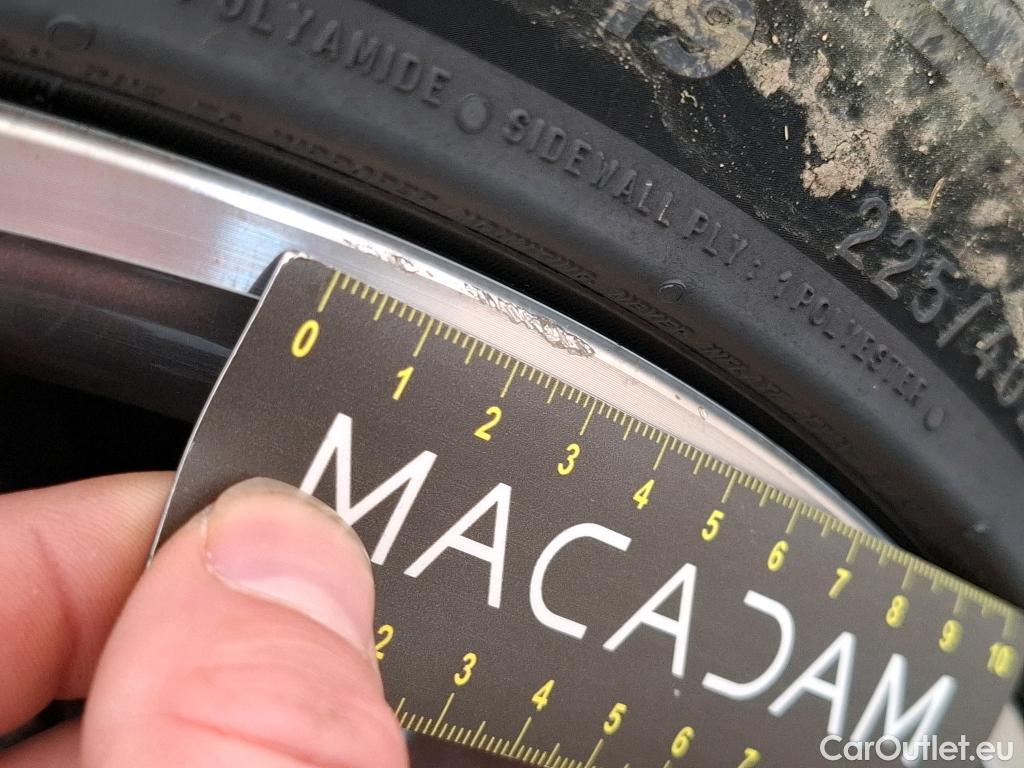 POLYAMIDE • SIDEWALL PLY: 1 POLYESTER •
225/40
0 1 2 3 4 5 6 7 8 9 10
MACADAM
2 3 4 5 6 7
CarOutlet.eu